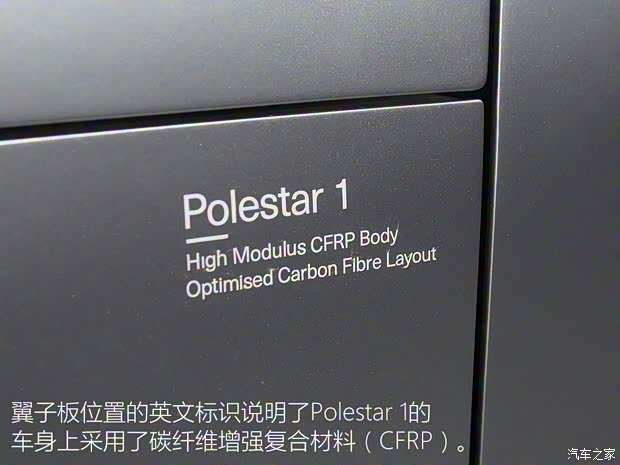 Polestar 1
High Modulus CFRP Body
Optimised Carbon Fibre Layout
翼子板位置的英文标识说明了Polestar 1的
车身上采用了碳纤维增强复合材料（CFRP）。
汽车之家